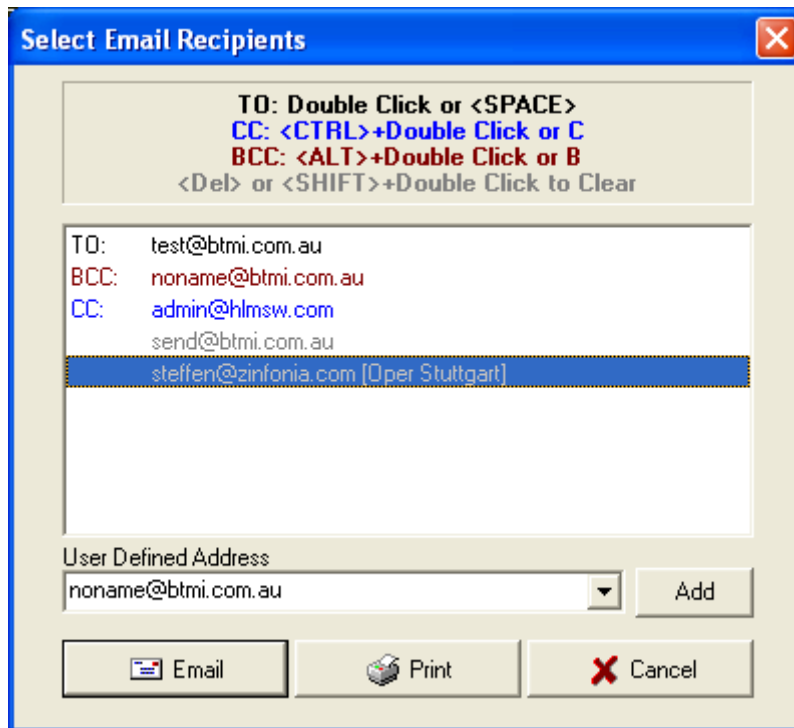 Select Email Recipients
TO: Double Click or <SPACE>
CC: <CTRL>+Double Click or C
BCC: <ALT>+Double Click or B
<Del> or <SHIFT>+Double Click to Clear
TO: test@btmi.com.au
BCC: noname@btmi.com.au
CC: admin@hlmsw.com
send@btmi.com.au
steffen@zinfonia.com [Oper Stuttgart]
User Defined Address
noname@btmi.com.au Add
Email Print Cancel